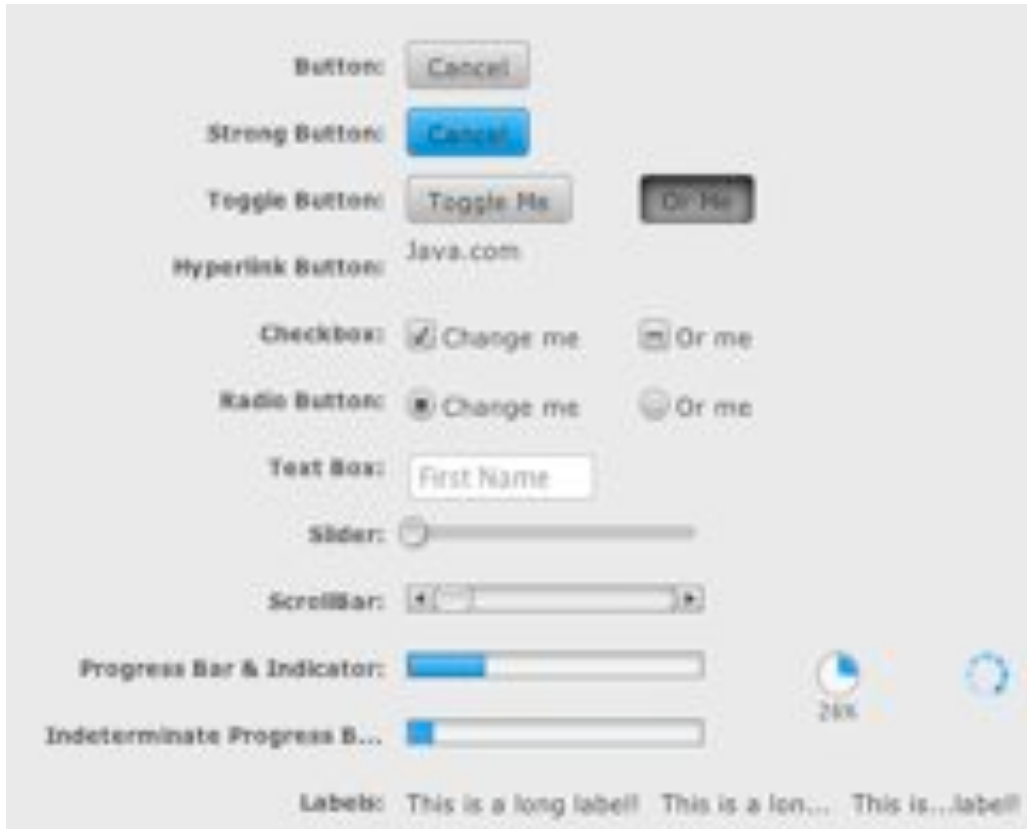 Button: Cancel
Strong Button: Cancel
Toggle Button: Toggle Me Or Me
Hyperlink Button: Java.com
Checkbox: Change me Or me
Radio Button: Change me Or me
Text Box: First Name
Slider:
ScrollBar:
Progress Bar & Indicator:
26%
Indeterminate Progress B...
Labels: This is a long label! This is a lon... This is...label!